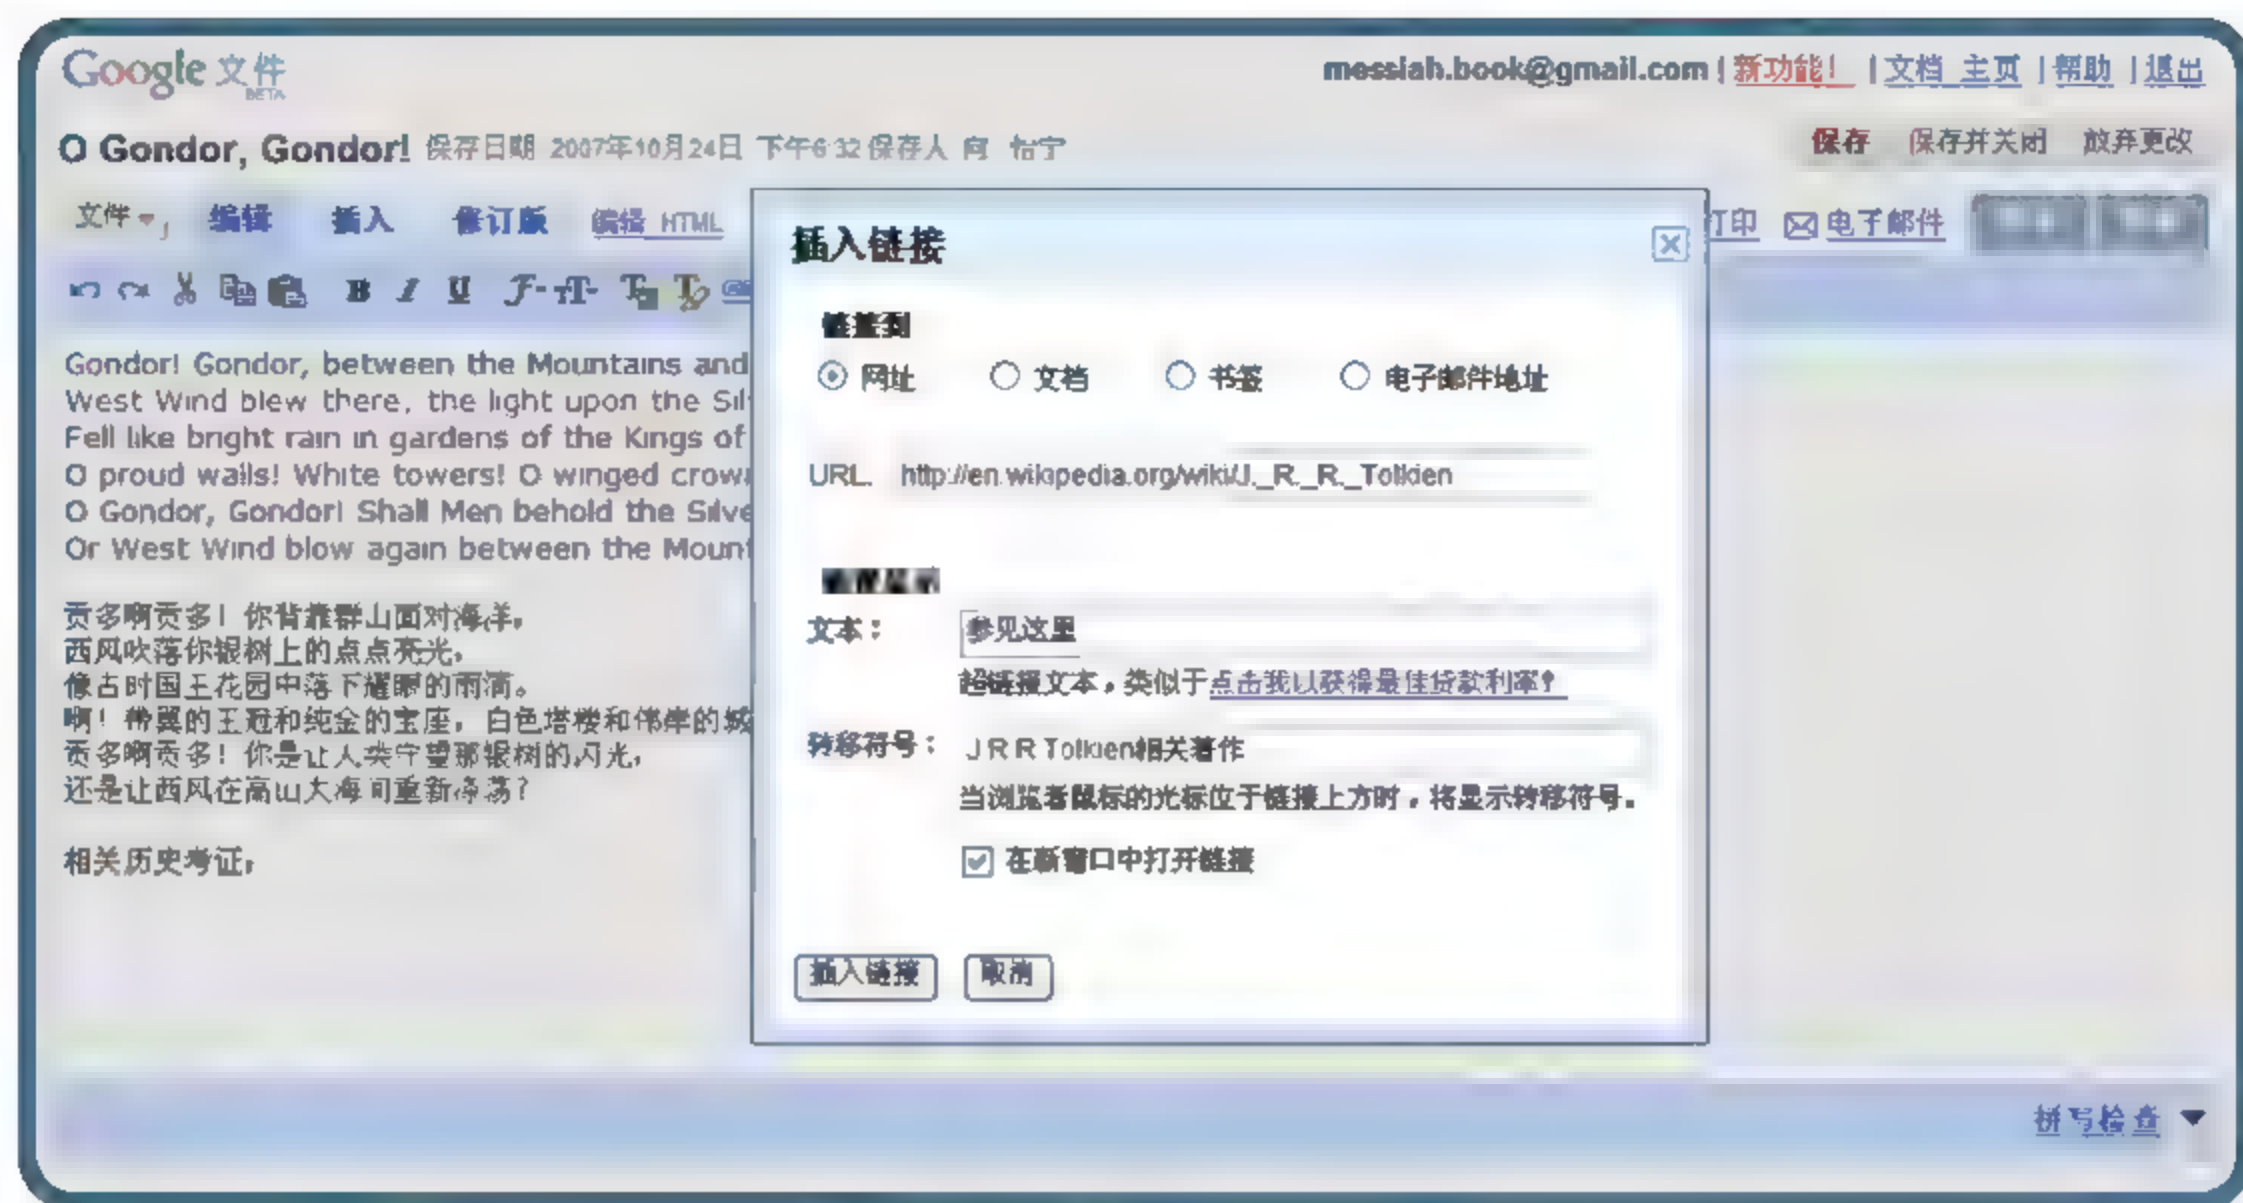 Google 文件
BETA
messiah.book@gmail.com | 新功能! | 文档 主页 | 帮助 | 退出
O Gondor, Gondor! 保存日期 2007年10月24日 下午6:32 保存人 向 怡宁
保存 保存并关闭 放弃更改
文件 编辑 插入 修订版 编辑 HTML
打印 电子邮件
插入链接
链接到
网址 文档 书签 电子邮件地址
URL. http://en.wikipedia.org/wiki/J._R._R._Tolkien
文本: 参见这里
超链接文本,类似于点击我以获得最佳贷款利率!
转移符号: J R R Tolkien相关著作
当浏览者鼠标的光标位于链接上方时,将显示转移符号。
在新窗口中打开链接
插入链接 取消
Gondor! Gondor, between the Mountains and
West Wind blew there, the light upon the Sil
Fell like bright rain in gardens of the Kings of
O proud walls! White towers! O winged crow
O Gondor, Gondor! Shall Men behold the Silve
Or West Wind blow again between the Mount
贡多啊贡多!你背靠群山面对海洋,
西风吹落你银树上的点点亮光,
像古时国王花园中落下耀眼的雨滴。
啊!带翼的王冠和纯金的宝座,白色塔楼和伟岸的城
贡多啊贡多!你是让人类守望那银树的闪光,
还是让西风在高山大海间重新涤荡?
相关历史考证:
拼写检查